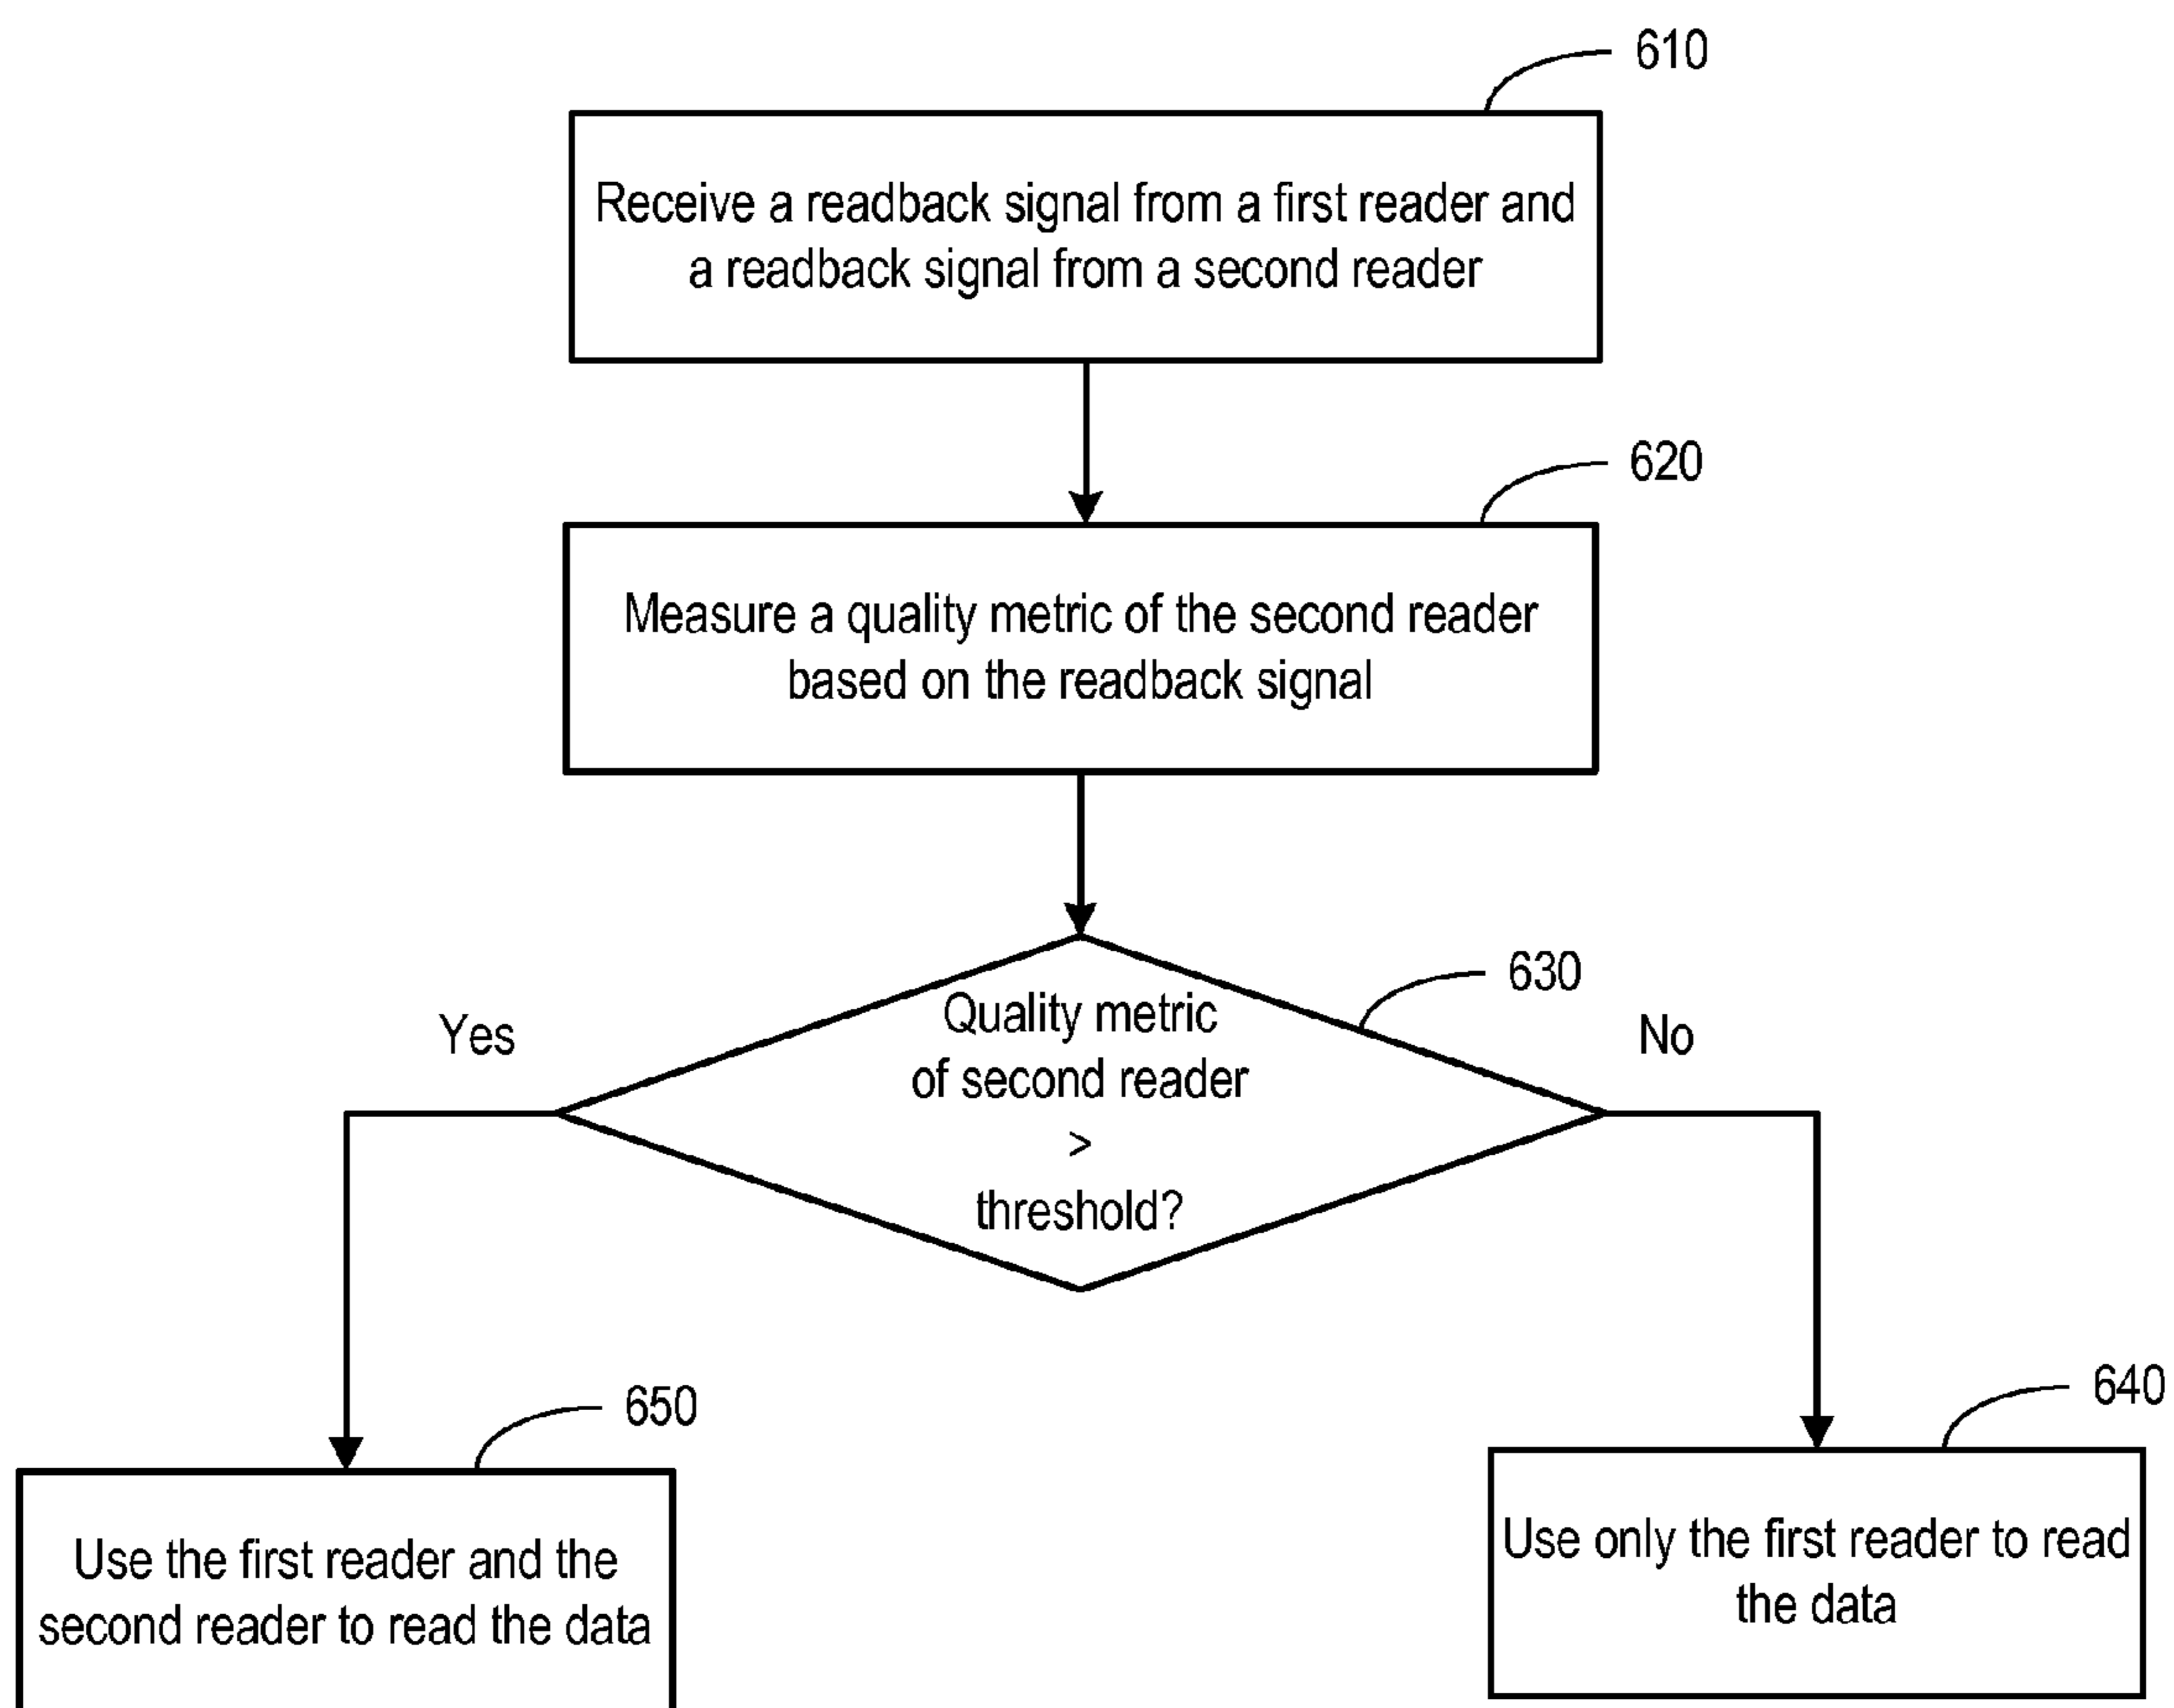 610
Receive a readback signal from a first reader and
a readback signal from a second reader
620
Measure a quality metric of the second reader
based on the readback signal
630
Quality metric
of second reader
>
threshold?
Yes
No
650
Use the first reader and the
second reader to read the data
640
Use only the first reader to read
the data